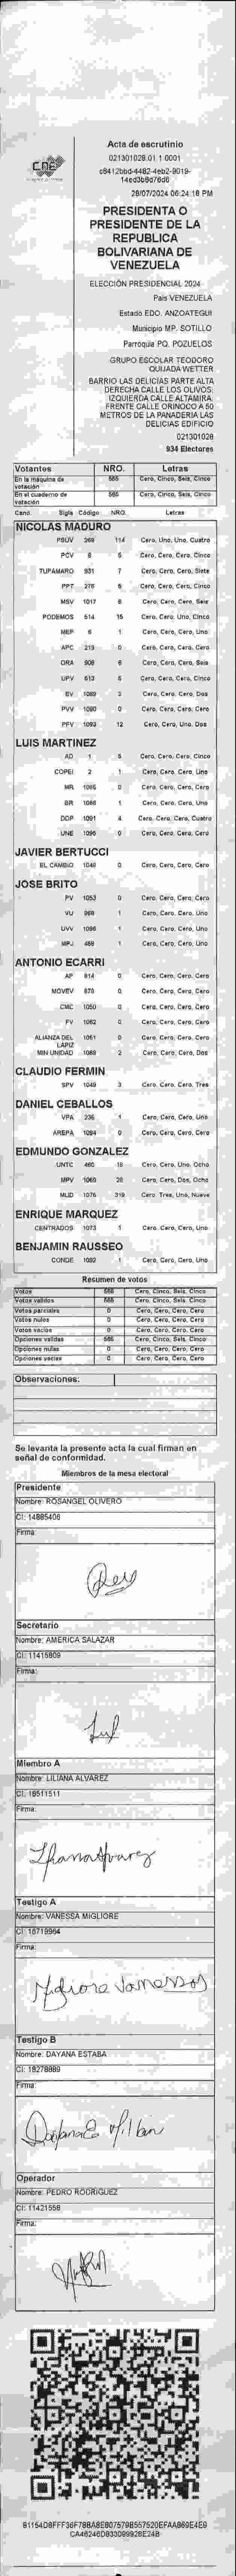 CNE
Acta de escrutinio
021301028.01.1.0001
28/07/2024 06:24:18 PM
PRESIDENTA O
PRESIDENTE DE LA
REPUBLICA
BOLIVARIANA DE
VENEZUELA
ELECCIÓN PRESIDENCIAL 2024
País VENEZUELA
Estado EDO. ANZOATEGUI
Municipio MP. SOTILLO
Parroquia PQ. POZUELOS
GRUPO ESCOLAR TEODORO
QUIJADA WETTER
BARRIO LAS DELICIAS PARTE ALTA
DERECHA CALLE LOS OLIVOS.
IZQUIERDA CALLE ALTAMIRA.
FRENTE CALLE ORINOCO A 50
METROS DE LA PANADERIA LAS
DELICIAS EDIFICIO
021301028
934 Electores
Votantes NRO. Letras
En la máquina de votación 565 Cero, Cinco, Seis, Cinco
En el cuaderno de votación 565 Cero, Cinco, Seis, Cinco
Cand. Sigla Código NRO. Letras
NICOLAS MADURO
PSUV 269 114 Cero, Uno, Uno, Cuatro
PCV 5 Cero, Cero, Cero, Cinco
TUPAMARO 931 7 Cero, Cero, Cero, Siete
PPT 275 5 Cero, Cero, Cero, Cinco
MSV 1017 6 Cero, Cero, Cero, Seis
PODEMOS 514 15 Cero, Cero, Uno, Cinco
MEP 6 1 Cero, Cero, Cero, Uno
APC 213 0 Cero, Cero, Cero, Cero
ORA 906 6 Cero, Cero, Cero, Seis
UPV 613 5 Cero, Cero, Cero, Cinco
EV 1089 2 Cero, Cero, Cero, Dos
PVV 1090 0 Cero, Cero, Cero, Cero
PFV 1093 12 Cero, Cero, Uno, Dos
LUIS MARTINEZ
AD 1 5 Cero, Cero, Cero, Cinco
COPEI 2 1 Cero, Cero, Cero, Uno
MR 1065 0 Cero, Cero, Cero, Cero
BR 1066 1 Cero, Cero, Cero, Uno
DDP 1091 4 Cero, Cero, Cero, Cuatro
UNE 1096 0 Cero, Cero, Cero, Cero
JAVIER BERTUCCI
EL CAMBIO 1048 0 Cero, Cero, Cero, Cero
JOSE BRITO
PV 1053 0 Cero, Cero, Cero, Cero
VU 969 1 Cero, Cero, Cero, Uno
UVV 1 Cero, Cero, Cero, Uno
MPJ 1 Cero, Cero, Cero, Uno
ANTONIO ECARRI
AP 814 0 Cero, Cero, Cero, Cero
MOVEV 870 0 Cero, Cero, Cero, Cero
CMC 1050 0 Cero, Cero, Cero, Cero
FV 1062 0 Cero, Cero, Cero, Cero
ALIANZA DEL LAPIZ 1051 0 Cero, Cero, Cero, Cero
MIN UNIDAD 1088 2 Cero, Cero, Cero, Dos
CLAUDIO FERMIN
SPV 1049 3 Cero, Cero, Cero, Tres
DANIEL CEBALLOS
VPA 236 1 Cero, Cero, Cero, Uno
AREPA 1094 0 Cero, Cero, Cero, Cero
EDMUNDO GONZALEZ
UNTC 18 Cero, Cero, Uno, Ocho
MPV 28 Cero, Cero, Dos, Ocho
MUD 1076 319 Cero, Tres, Uno, Nueve
ENRIQUE MARQUEZ
CENTRADOS 1073 1 Cero, Cero, Cero, Uno
BENJAMIN RAUSSEO
CONDE 1092 1 Cero, Cero, Cero, Uno
Resumen de votos
Votos 565 Cero, Cinco, Seis, Cinco
Votos validos 565 Cero, Cinco, Seis, Cinco
Votos parciales 0 Cero, Cero, Cero, Cero
Votos nulos 0 Cero, Cero, Cero, Cero
Votos vacíos 0 Cero, Cero, Cero, Cero
Opciones validas 565 Cero, Cinco, Seis, Cinco
Opciones nulas 0 Cero, Cero, Cero, Cero
Opciones vacías 0 Cero, Cero, Cero, Cero
Observaciones:
Se levanta la presente acta la cual firman en
señal de conformidad.
Miembros de la mesa electoral
Presidente
Nombre: ROSANGEL OLIVERO
CI: 14885406
Firma:
Secretario
Nombre: AMERICA SALAZAR
CI: 11415809
Firma:
Miembro A
Nombre: LILIANA ALVAREZ
CI: 18511511
Firma:
Testigo A
Nombre: VANESSA MIGLIORE
CI: 16719964
Firma:
Migliore Vanessa
Testigo B
Nombre: DAYANA ESTABA
CI: 18278889
Firma:
Operador
Nombre: PEDRO RODRIGUEZ
CI: 11421558
Firma: